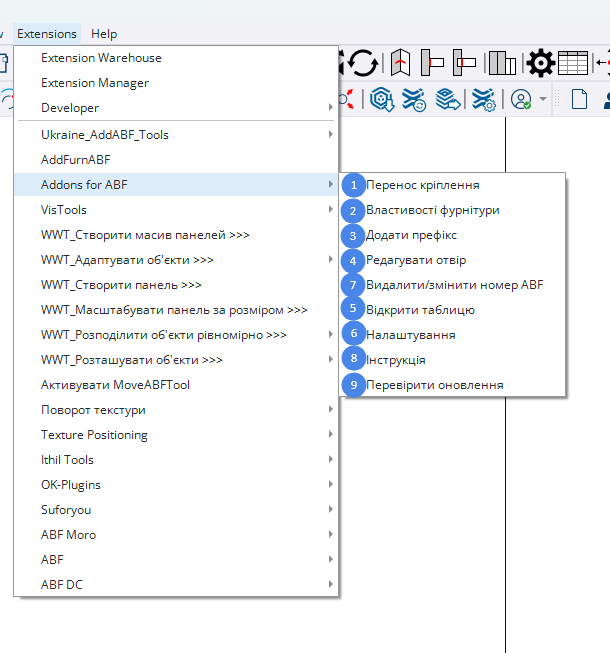 Extensions Help
Extension Warehouse
Extension Manager
Developer
Ukraine_AddABF_Tools
AddFurnABF
Addons for ABF
VisTools
WWT_Створити масив панелей >>>
WWT_Адаптувати об'єкти >>>
WWT_Створити панель >>>
WWT_Масштабувати панель за розміром >>>
WWT_Розподілити об'єкти рівномірно >>>
WWT_Розташувати об'єкти >>>
Активувати MoveABFTool
Поворот текстури
Texture Positioning
Ithil Tools
OK-Plugins
Suforyou
ABF Moro
ABF
ABF DC
1 Перенос кріплення
2 Властивості фурнітури
3 Додати префікс
4 Редагувати отвір
7 Видалити/змінити номер ABF
5 Відкрити таблицю
6 Налаштування
8 Інструкція
9 Перевірити оновлення